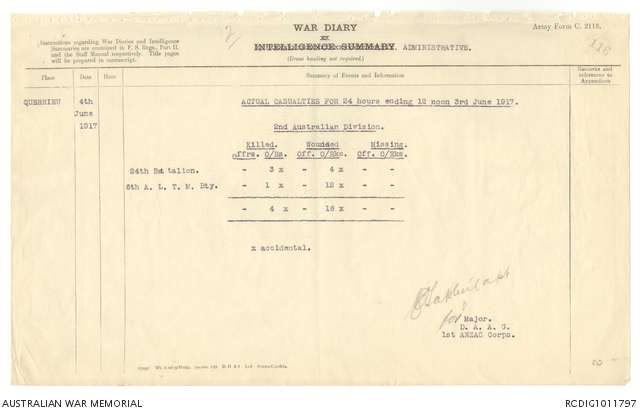 WAR DIARY
Army Form C. 2118.
Instructions regarding War Diaries and Intelligence
Summaries are contained in F. S. Regs., Part II.
and the Staff Manual respectively. Title pages
will be prepared in manuscript.
2/
xx
INTELLIGENCE SUMMARY. ADMINISTRATIVE.
(Erase heading not required.)
116
Place
Date
Hour
Summary of Events and Information
Remarks and
references to
Appendices
QUERRIEU
4th
June
1917
ACTUAL CASUALTIES FOR 24 hours ending 12 noon 3rd June 1917.
2nd Australian Division.
Killed. Wounded Missing.
Offrs. O/Rs. Off. O/Rks. Off. O/Rks.
24th Battalion. - 3 x - 4 x - -
6th A. L. T. M. Bty. - 1 x - 12 x - -
- 4 x - 16 x - -
x accidental.
for
Major.
D. A. A. G.
1st ANZAC Corps.
AUSTRALIAN WAR MEMORIAL
RCDIG1011797